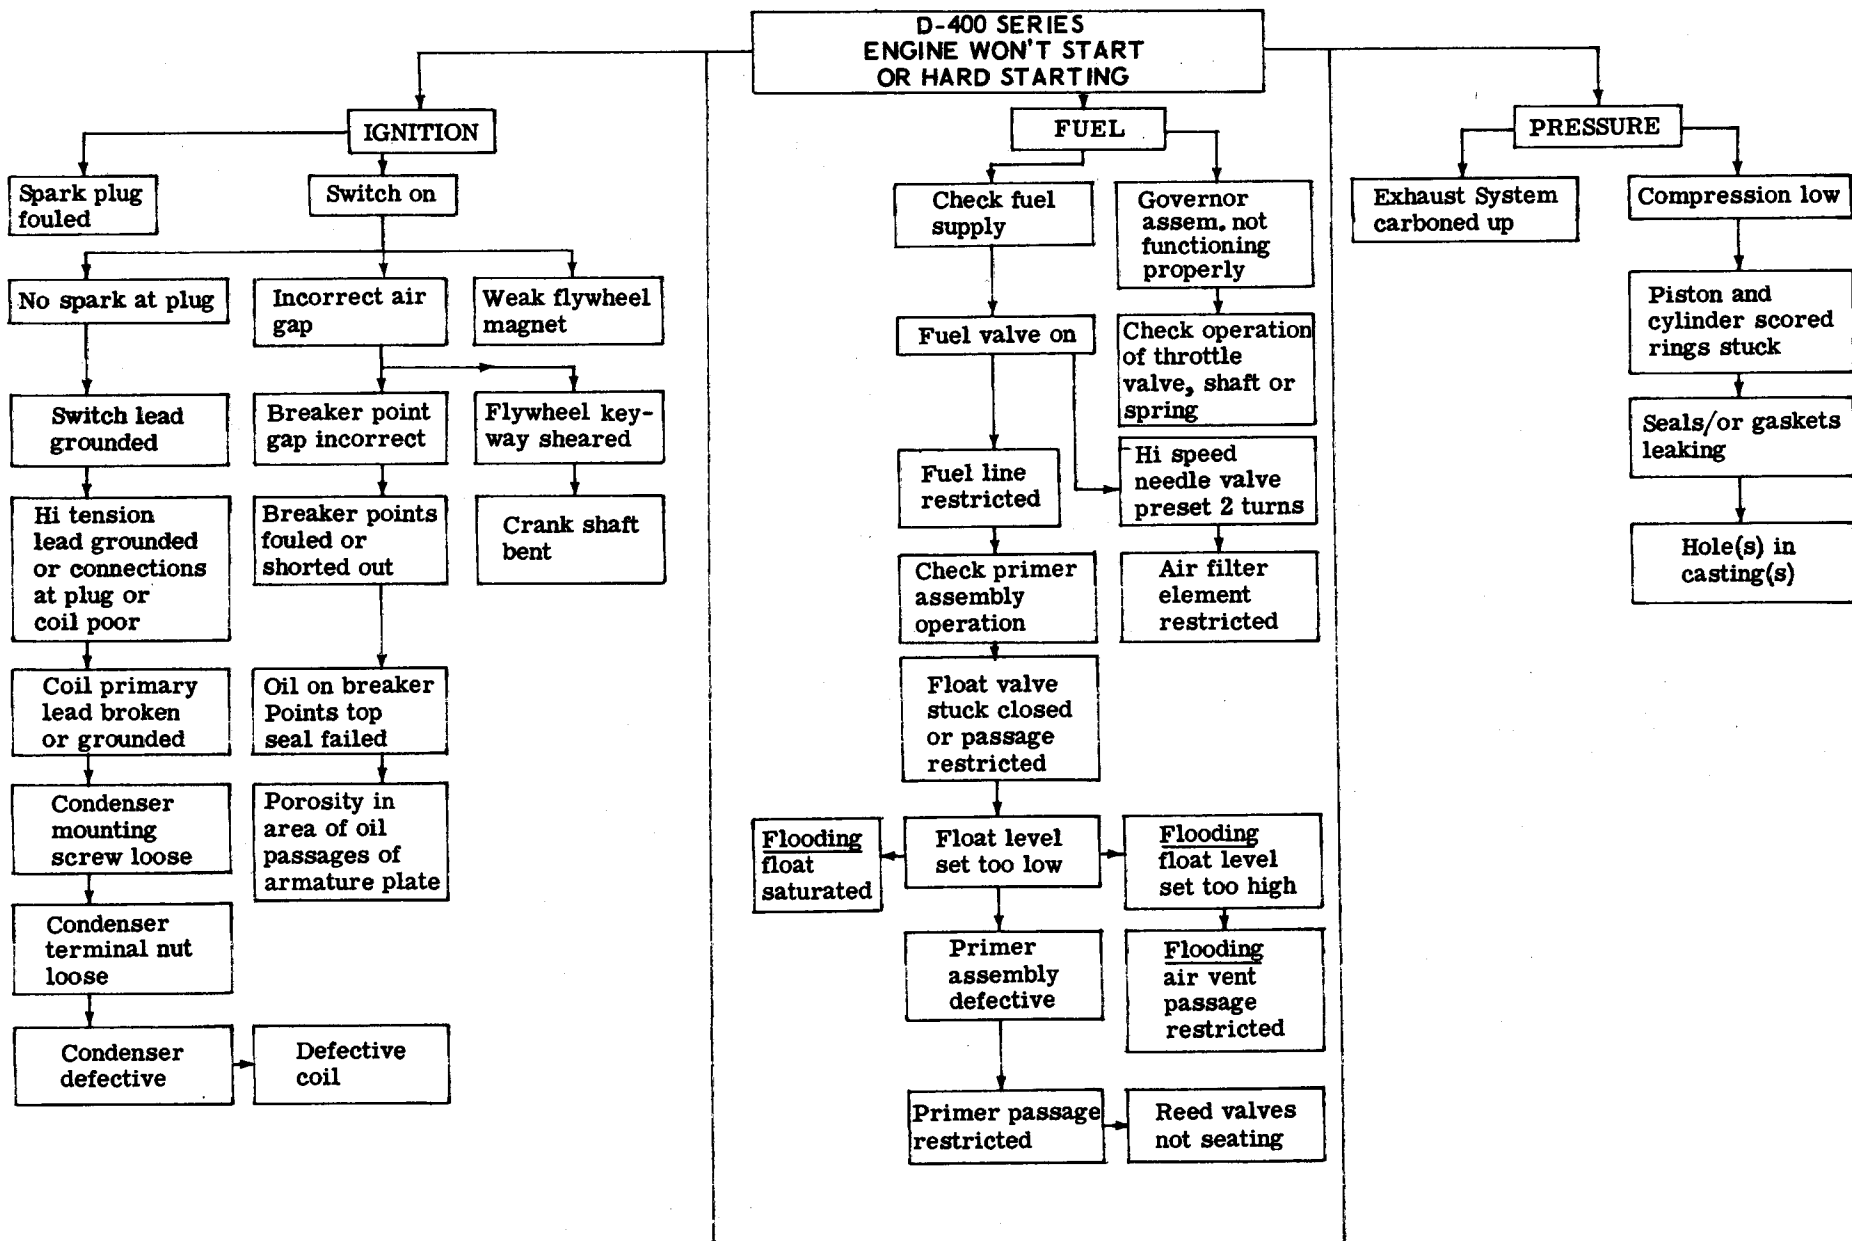 D-400 SERIES
ENGINE WON'T START
OR HARD STARTING
IGNITION
Spark plug
fouled
Switch on
No spark at plug
Incorrect air
gap
Weak flywheel
magnet
Switch lead
grounded
Breaker point
gap incorrect
Flywheel key-
way sheared
Hi tension
lead grounded
or connections
at plug or
coil poor
Breaker points
fouled or
shorted out
Crank shaft
bent
Coil primary
lead broken
or grounded
Oil on breaker
Points top
seal failed
Condenser
mounting
screw loose
Porosity in
area of oil
passages of
armature plate
Condenser
terminal nut
loose
Condenser
defective
Defective
coil
FUEL
Check fuel
supply
Governor
assem. not
functioning
properly
Fuel valve on
Check operation
of throttle
valve, shaft or
spring
Fuel line
restricted
Hi speed
needle valve
preset 2 turns
Check primer
assembly
operation
Air filter
element
restricted
Float valve
stuck closed
or passage
restricted
Flooding
float
saturated
Float level
set too low
Flooding
float level
set too high
Primer
assembly
defective
Flooding
air vent
passage
restricted
Primer passage
restricted
Reed valves
not seating
PRESSURE
Exhaust System
carboned up
Compression low
Piston and
cylinder scored
rings stuck
Seals/or gaskets
leaking
Hole(s) in
casting(s)